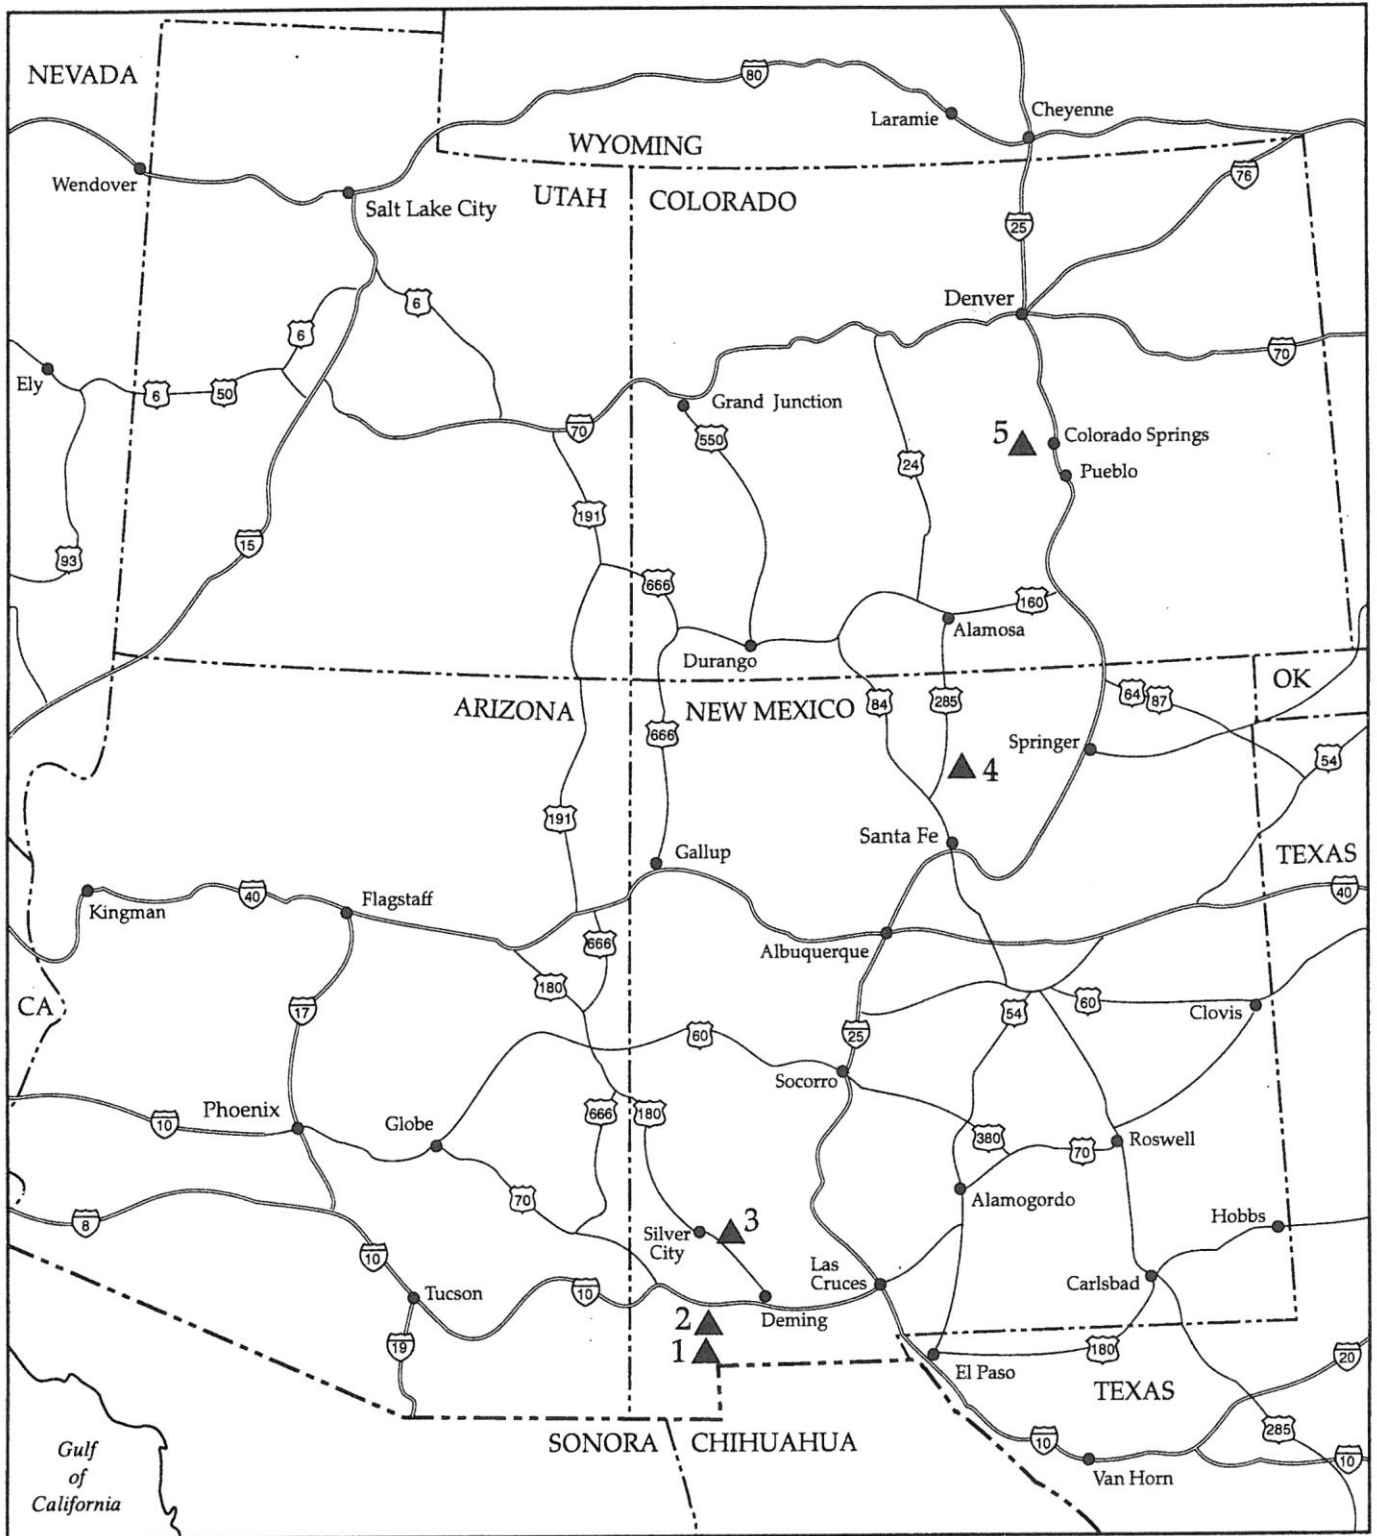 80
NEVADA
Laramie
Cheyenne
WYOMING
76
Wendover
UTAH
COLORADO
Salt Lake City
25
Denver
6
6
70
Ely
6
50
Grand Junction
70
550
5
Colorado Springs
24
Pueblo
191
15
93
666
160
Alamosa
Durango
OK
64
87
ARIZONA
NEW MEXICO
84
285
666
Springer
54
4
191
Santa Fe
Gallup
TEXAS
40
40
Flagstaff
Kingman
666
Albuquerque
180
CA
60
17
54
Clovis
60
25
Socorro
Phoenix
666
180
10
Globe
380
Roswell
70
70
Alamogordo
Hobbs
8
3
Silver
City
10
Las
Cruces
Carlsbad
Tucson
10
2
Deming
19
1
180
20
El Paso
TEXAS
285
SONORA
CHIHUAHUA
10
Gulf
of
California
10
Van Horn